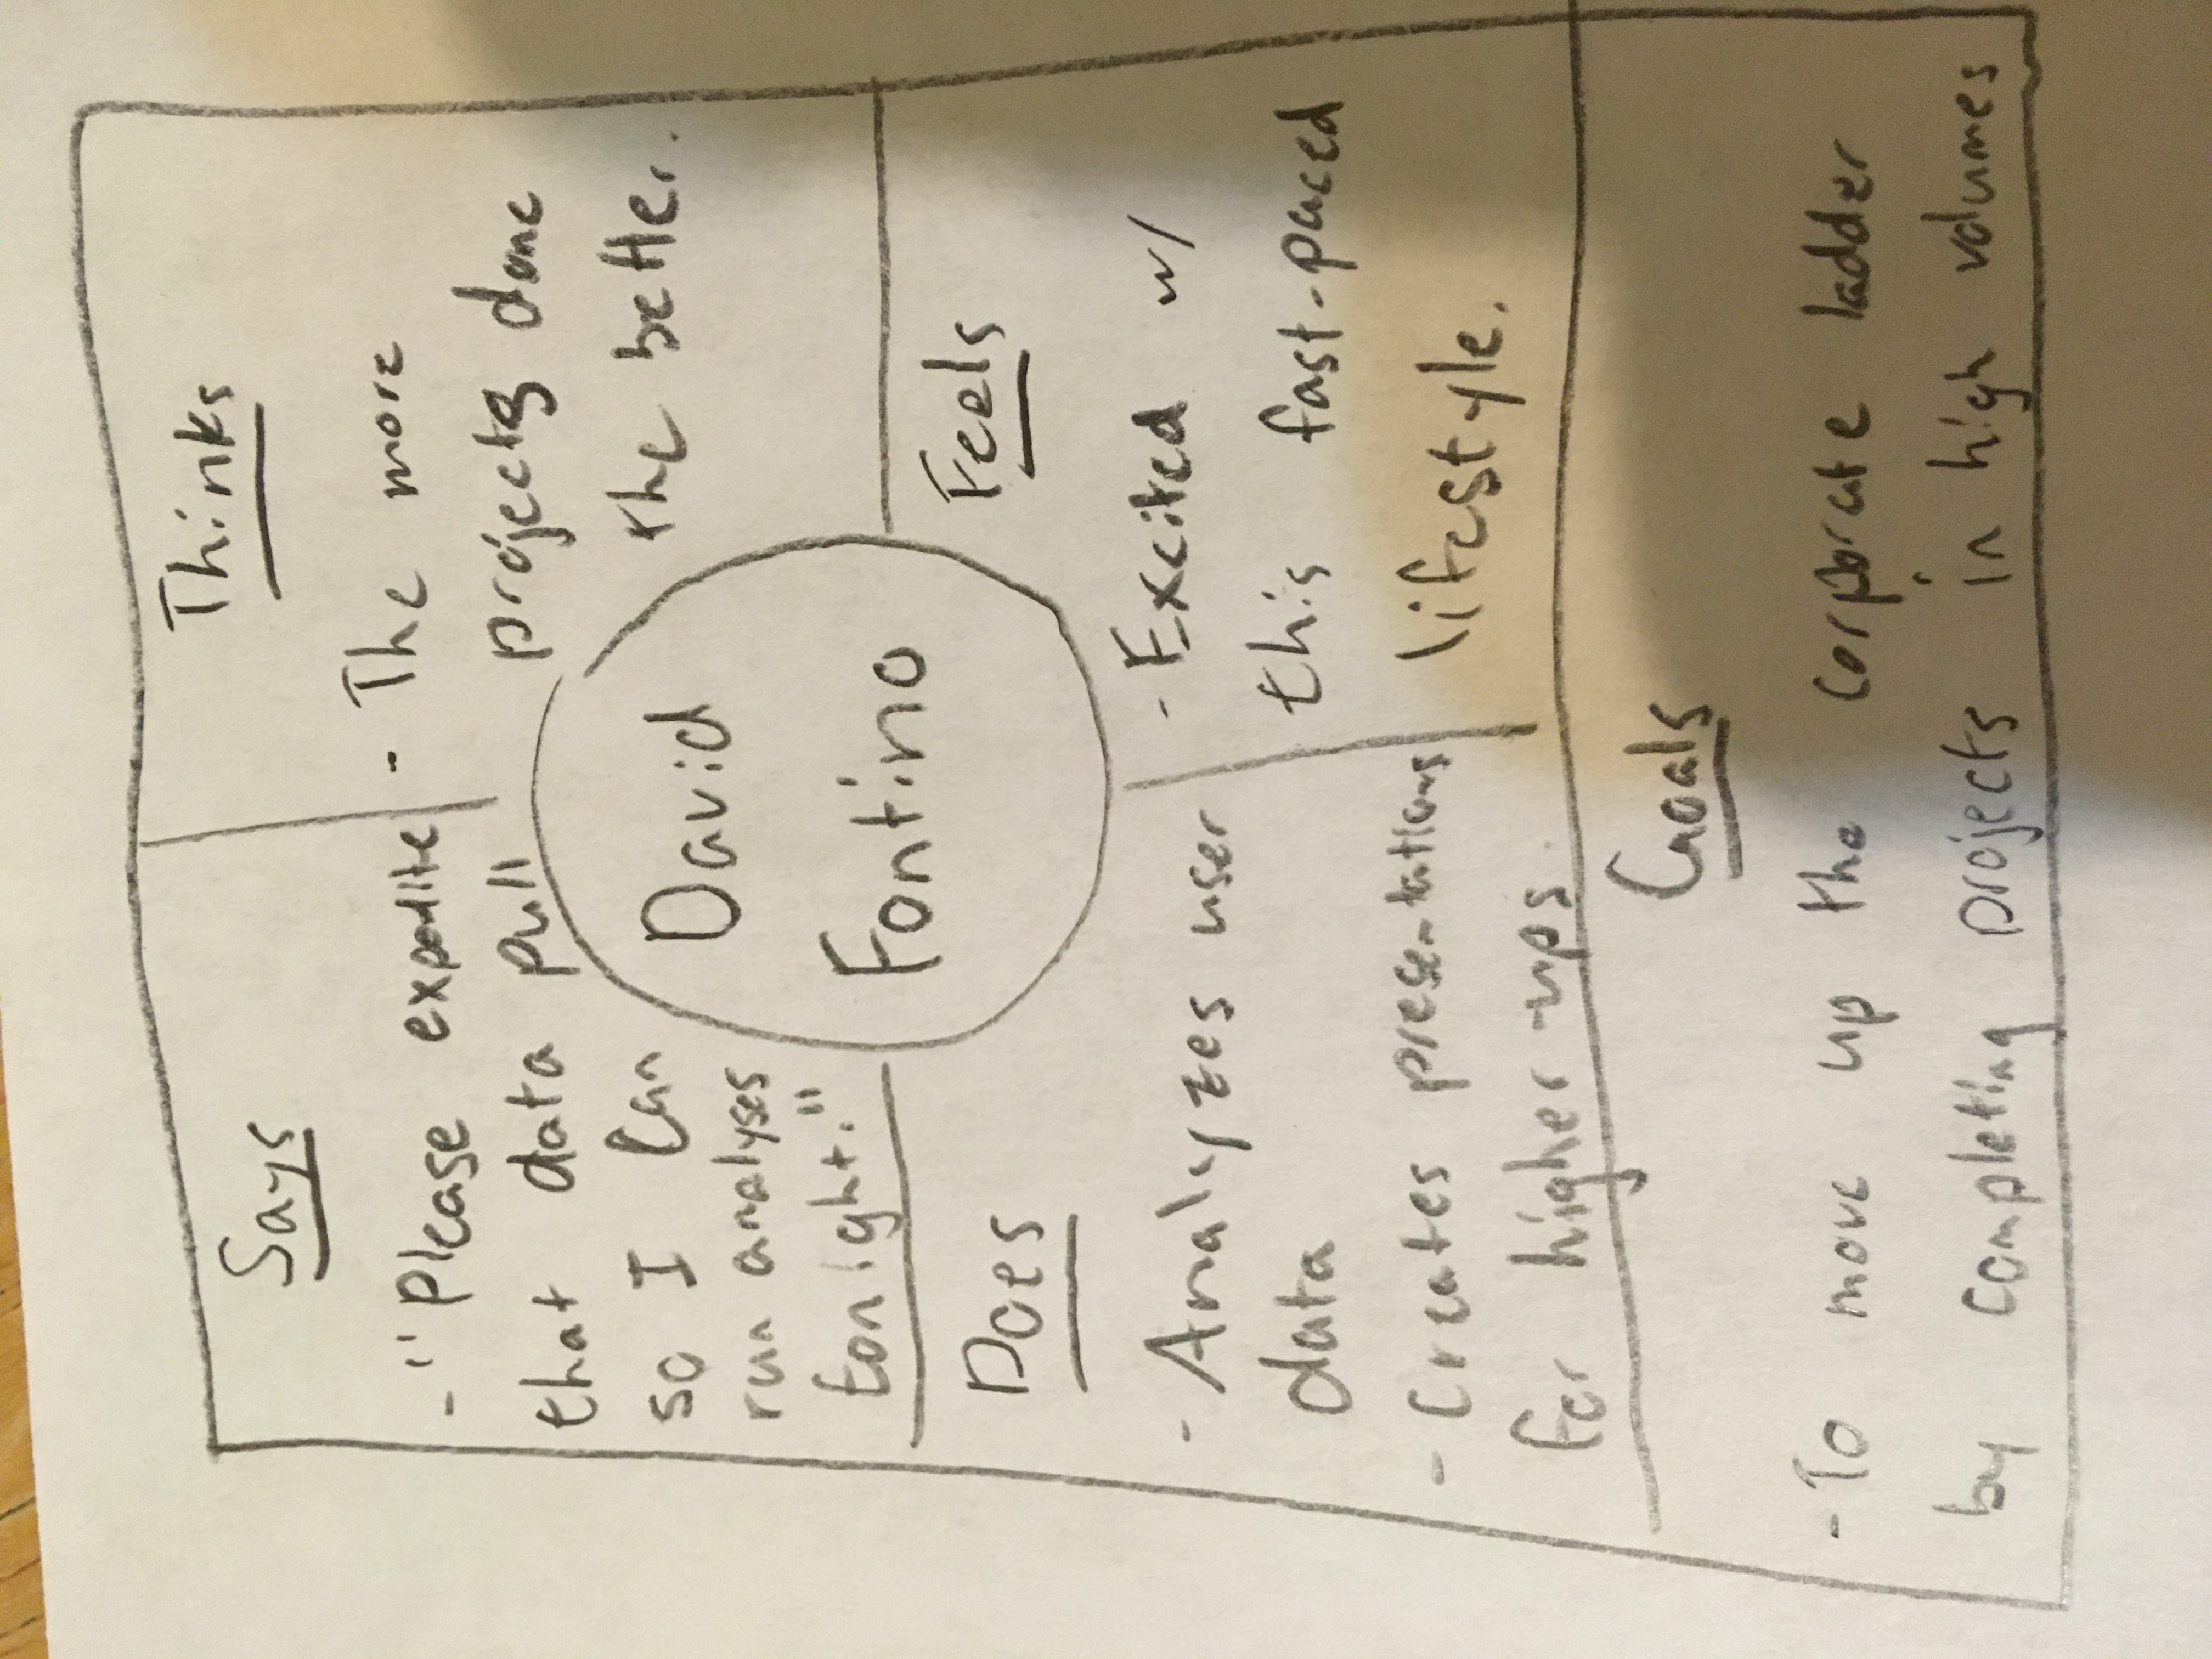 Says
- "Please expedite
that data pull
so I can
run analyses
tonight."
Thinks
- The more
projects done
the better.
David
Fontino
Does
- Analyzes user
data
- Creates presentations
for higher-ups.
Feels
- Excited w/
this fast-paced
lifestyle.
Goals
- To move up the corporate ladder
by completing projects in high volumes